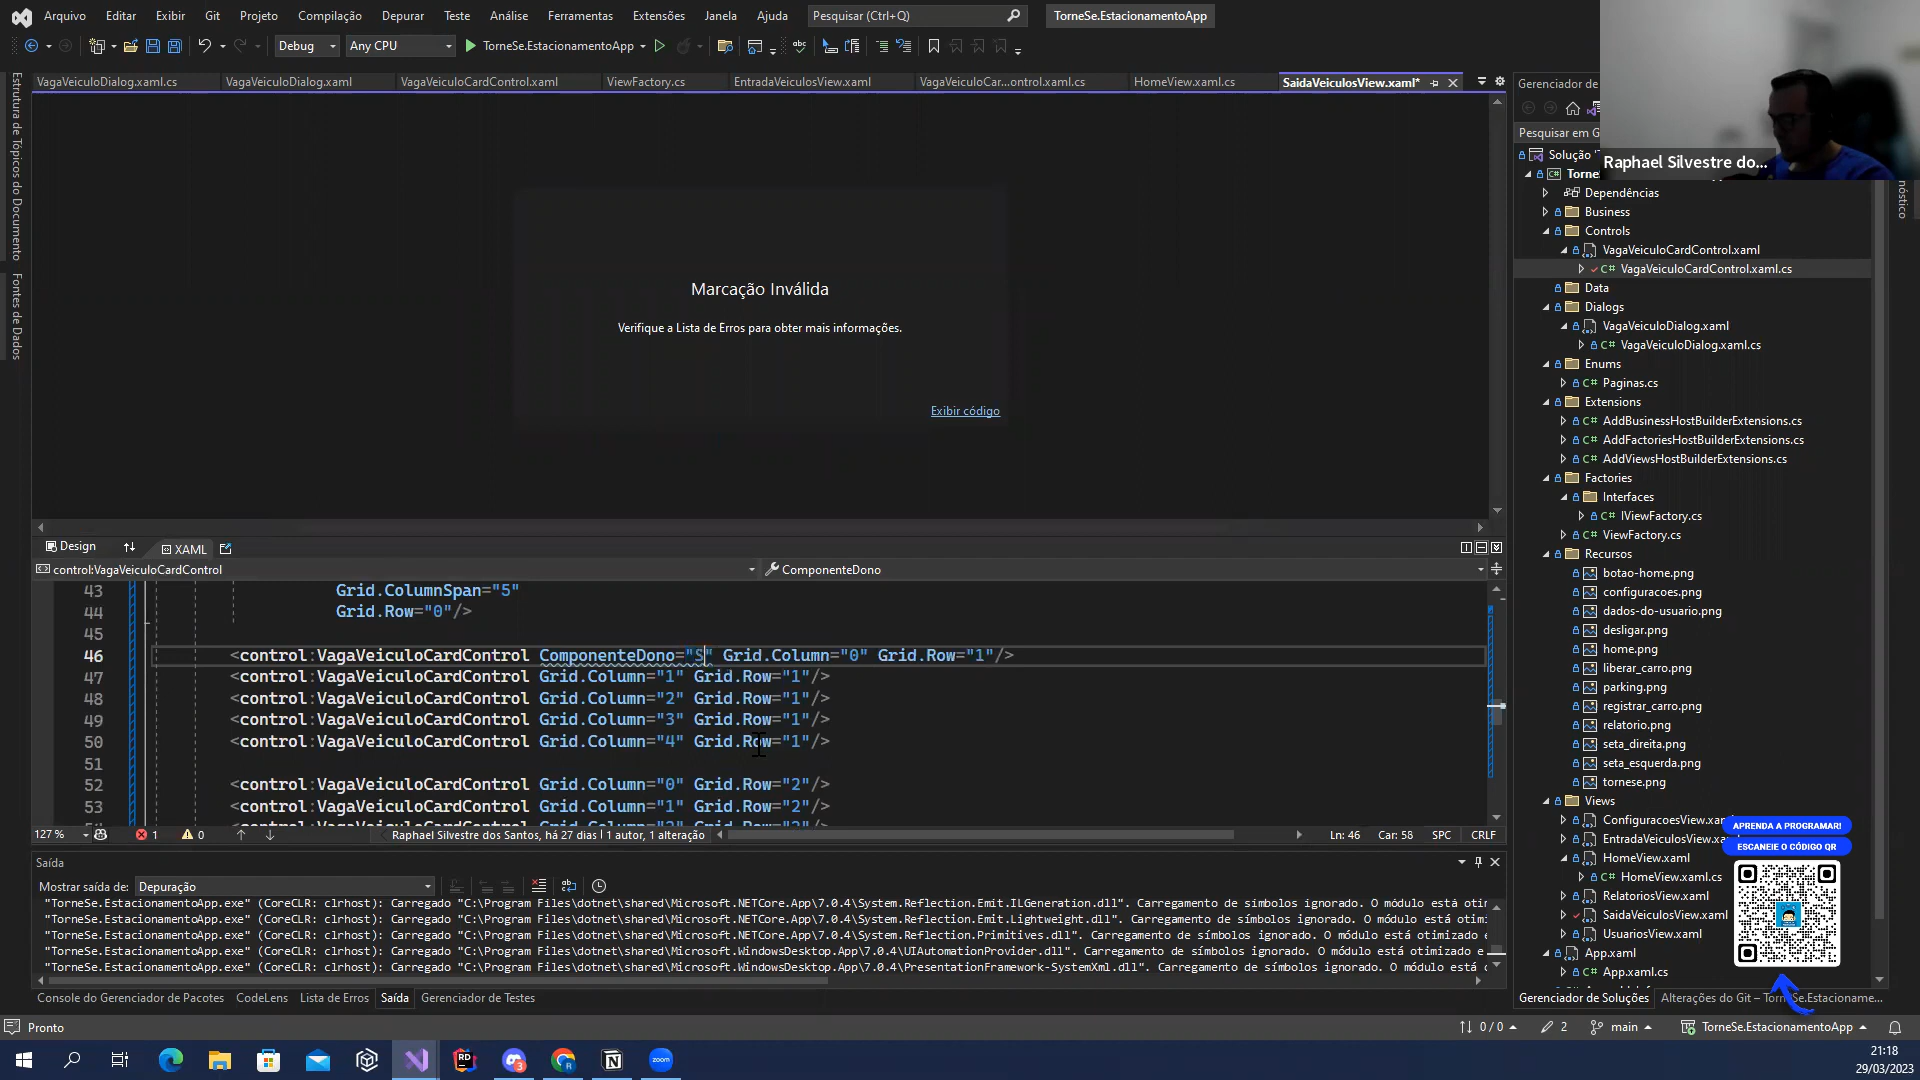 Arquivo Editar Exibir Git Projeto Compilação Depurar Teste Análise Ferramentas Extensões Janela Ajuda Pesquisar (Ctrl+Q) TorneSe.EstacionamentoApp
Debug Any CPU TorneSe.EstacionamentoApp
VagaVeiculoDialog.xaml.cs VagaVeiculoDialog.xaml VagaVeiculoCardControl.xaml ViewFactory.cs EntradaVeiculosView.xaml VagaVeiculoCar...ontrol.xaml.cs HomeView.xaml.cs SaidaVeiculosView.xaml*
Estrutura de Tópicos do Documento
Fontes de Dados
Marcação Inválida
Verifique a Lista de Erros para obter mais informações.
Exibir código
Design XAML
control:VagaVeiculoCardControl ComponenteDono
43 Grid.ColumnSpan="5"
44 Grid.Row="0"/>
45
46 <control:VagaVeiculoCardControl ComponenteDono="S" Grid.Column="0" Grid.Row="1"/>
47 <control:VagaVeiculoCardControl Grid.Column="1" Grid.Row="1"/>
48 <control:VagaVeiculoCardControl Grid.Column="2" Grid.Row="1"/>
49 <control:VagaVeiculoCardControl Grid.Column="3" Grid.Row="1"/>
50 <control:VagaVeiculoCardControl Grid.Column="4" Grid.Row="1"/>
51
52 <control:VagaVeiculoCardControl Grid.Column="0" Grid.Row="2"/>
53 <control:VagaVeiculoCardControl Grid.Column="1" Grid.Row="2"/>
127 % 1 0 Raphael Silvestre dos Santos, há 27 dias | 1 autor, 1 alteração Ln: 46 Car: 58 SPC CRLF
Saída
Mostrar saída de: Depuração
"TorneSe.EstacionamentoApp.exe" (CoreCLR: clrhost): Carregado "C:\Program Files\dotnet\shared\Microsoft.NETCore.App\7.0.4\System.Reflection.Emit.ILGeneration.dll". Carregamento de símbolos ignorado. O módulo está otimi
"TorneSe.EstacionamentoApp.exe" (CoreCLR: clrhost): Carregado "C:\Program Files\dotnet\shared\Microsoft.NETCore.App\7.0.4\System.Reflection.Emit.Lightweight.dll". Carregamento de símbolos ignorado. O módulo está otimi
"TorneSe.EstacionamentoApp.exe" (CoreCLR: clrhost): Carregado "C:\Program Files\dotnet\shared\Microsoft.NETCore.App\7.0.4\System.Reflection.Primitives.dll". Carregamento de símbolos ignorado. O módulo está otimizado e
"TorneSe.EstacionamentoApp.exe" (CoreCLR: clrhost): Carregado "C:\Program Files\dotnet\shared\Microsoft.WindowsDesktop.App\7.0.4\UIAutomationProvider.dll". Carregamento de símbolos ignorado. O módulo está otimizado e
"TorneSe.EstacionamentoApp.exe" (CoreCLR: clrhost): Carregado "C:\Program Files\dotnet\shared\Microsoft.WindowsDesktop.App\7.0.4\PresentationFramework-SystemXml.dll". Carregamento de símbolos ignorado. O módulo está o
Console do Gerenciador de Pacotes CodeLens Lista de Erros Saída Gerenciador de Testes
Gerenciador de
Pesquisar em G
Raphael Silvestre do...
Solução '
Torne
Dependências
Business
Controls
VagaVeiculoCardControl.xaml
VagaVeiculoCardControl.xaml.cs
Data
Dialogs
VagaVeiculoDialog.xaml
VagaVeiculoDialog.xaml.cs
Enums
Paginas.cs
Extensions
AddBusinessHostBuilderExtensions.cs
AddFactoriesHostBuilderExtensions.cs
AddViewsHostBuilderExtensions.cs
Factories
Interfaces
IViewFactory.cs
ViewFactory.cs
Recursos
botao-home.png
configuracoes.png
dados-do-usuario.png
desligar.png
home.png
liberar_carro.png
parking.png
registrar_carro.png
relatorio.png
seta_direita.png
seta_esquerda.png
tornese.png
Views
ConfiguracoesView.xam
EntradaVeiculosView.xa
HomeView.xaml
HomeView.xaml.cs
RelatoriosView.xaml
SaidaVeiculosView.xaml
UsuariosView.xaml
App.xaml
App.xaml.cs
APRENDA A PROGRAMAR!
ESCANEIE O CÓDIGO QR
Gerenciador de Soluções Alterações do Git – TorneSe.Estacioname...
Pronto 0 / 0 2 main TorneSe.EstacionamentoApp
RD 3 R N zoom
21:18
29/03/2023